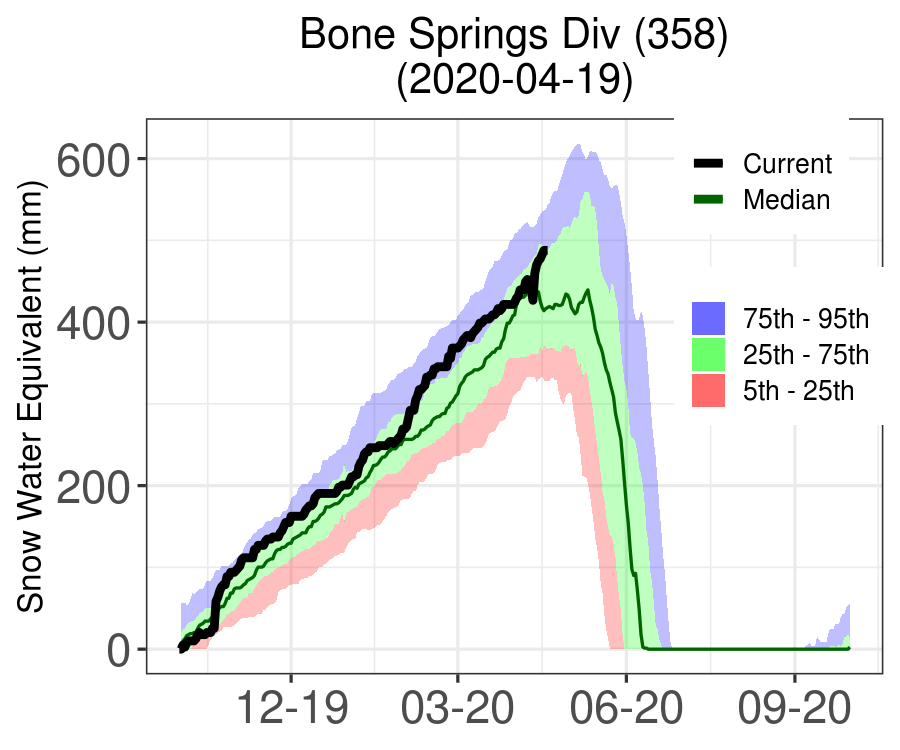 Bone Springs Div (358)
(2020-04-19)
Snow Water Equivalent (mm)
600
400
200
0
12-19
03-20
06-20
09-20
Current
Median
75th - 95th
25th - 75th
5th - 25th